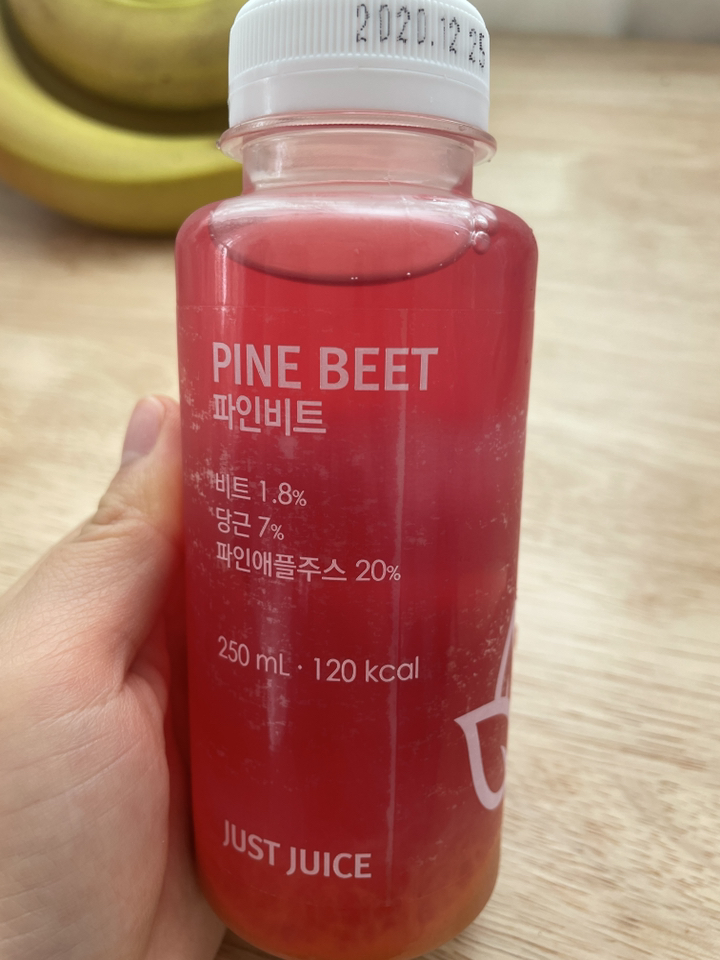 2020.12.25
PINE BEET
파인비트
비트 1.8%
당근 7%
파인애플주스 20%
250 mL · 120 kcal
JUST JUICE